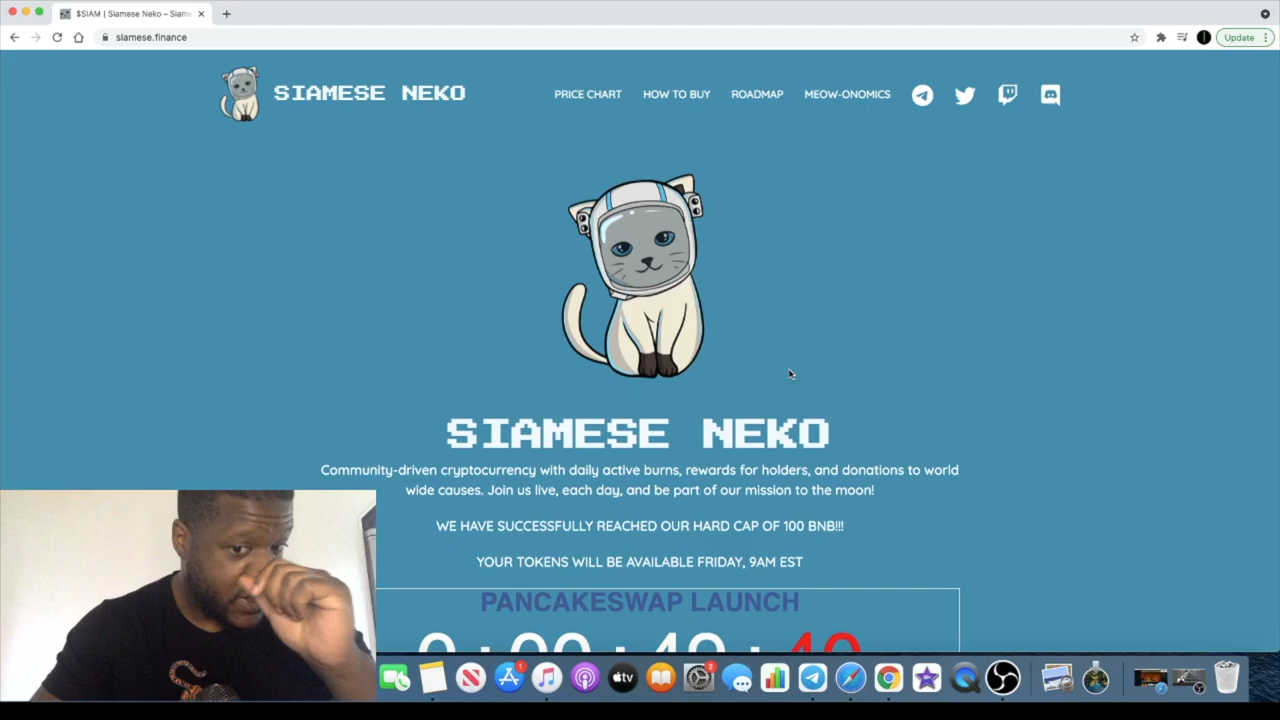 $SIAM | Siamese Neko – Siame
siamese.finance
Update
SIAMESE NEKO
PRICE CHART
HOW TO BUY
ROADMAP
MEOW-ONOMICS
SIAMESE NEKO
Community-driven cryptocurrency with daily active burns, rewards for holders, and donations to world
wide causes. Join us live, each day, and be part of our mission to the moon!
WE HAVE SUCCESSFULLY REACHED OUR HARD CAP OF 100 BNB!!!
YOUR TOKENS WILL BE AVAILABLE FRIDAY, 9AM EST
PANCAKESWAP LAUNCH
tv